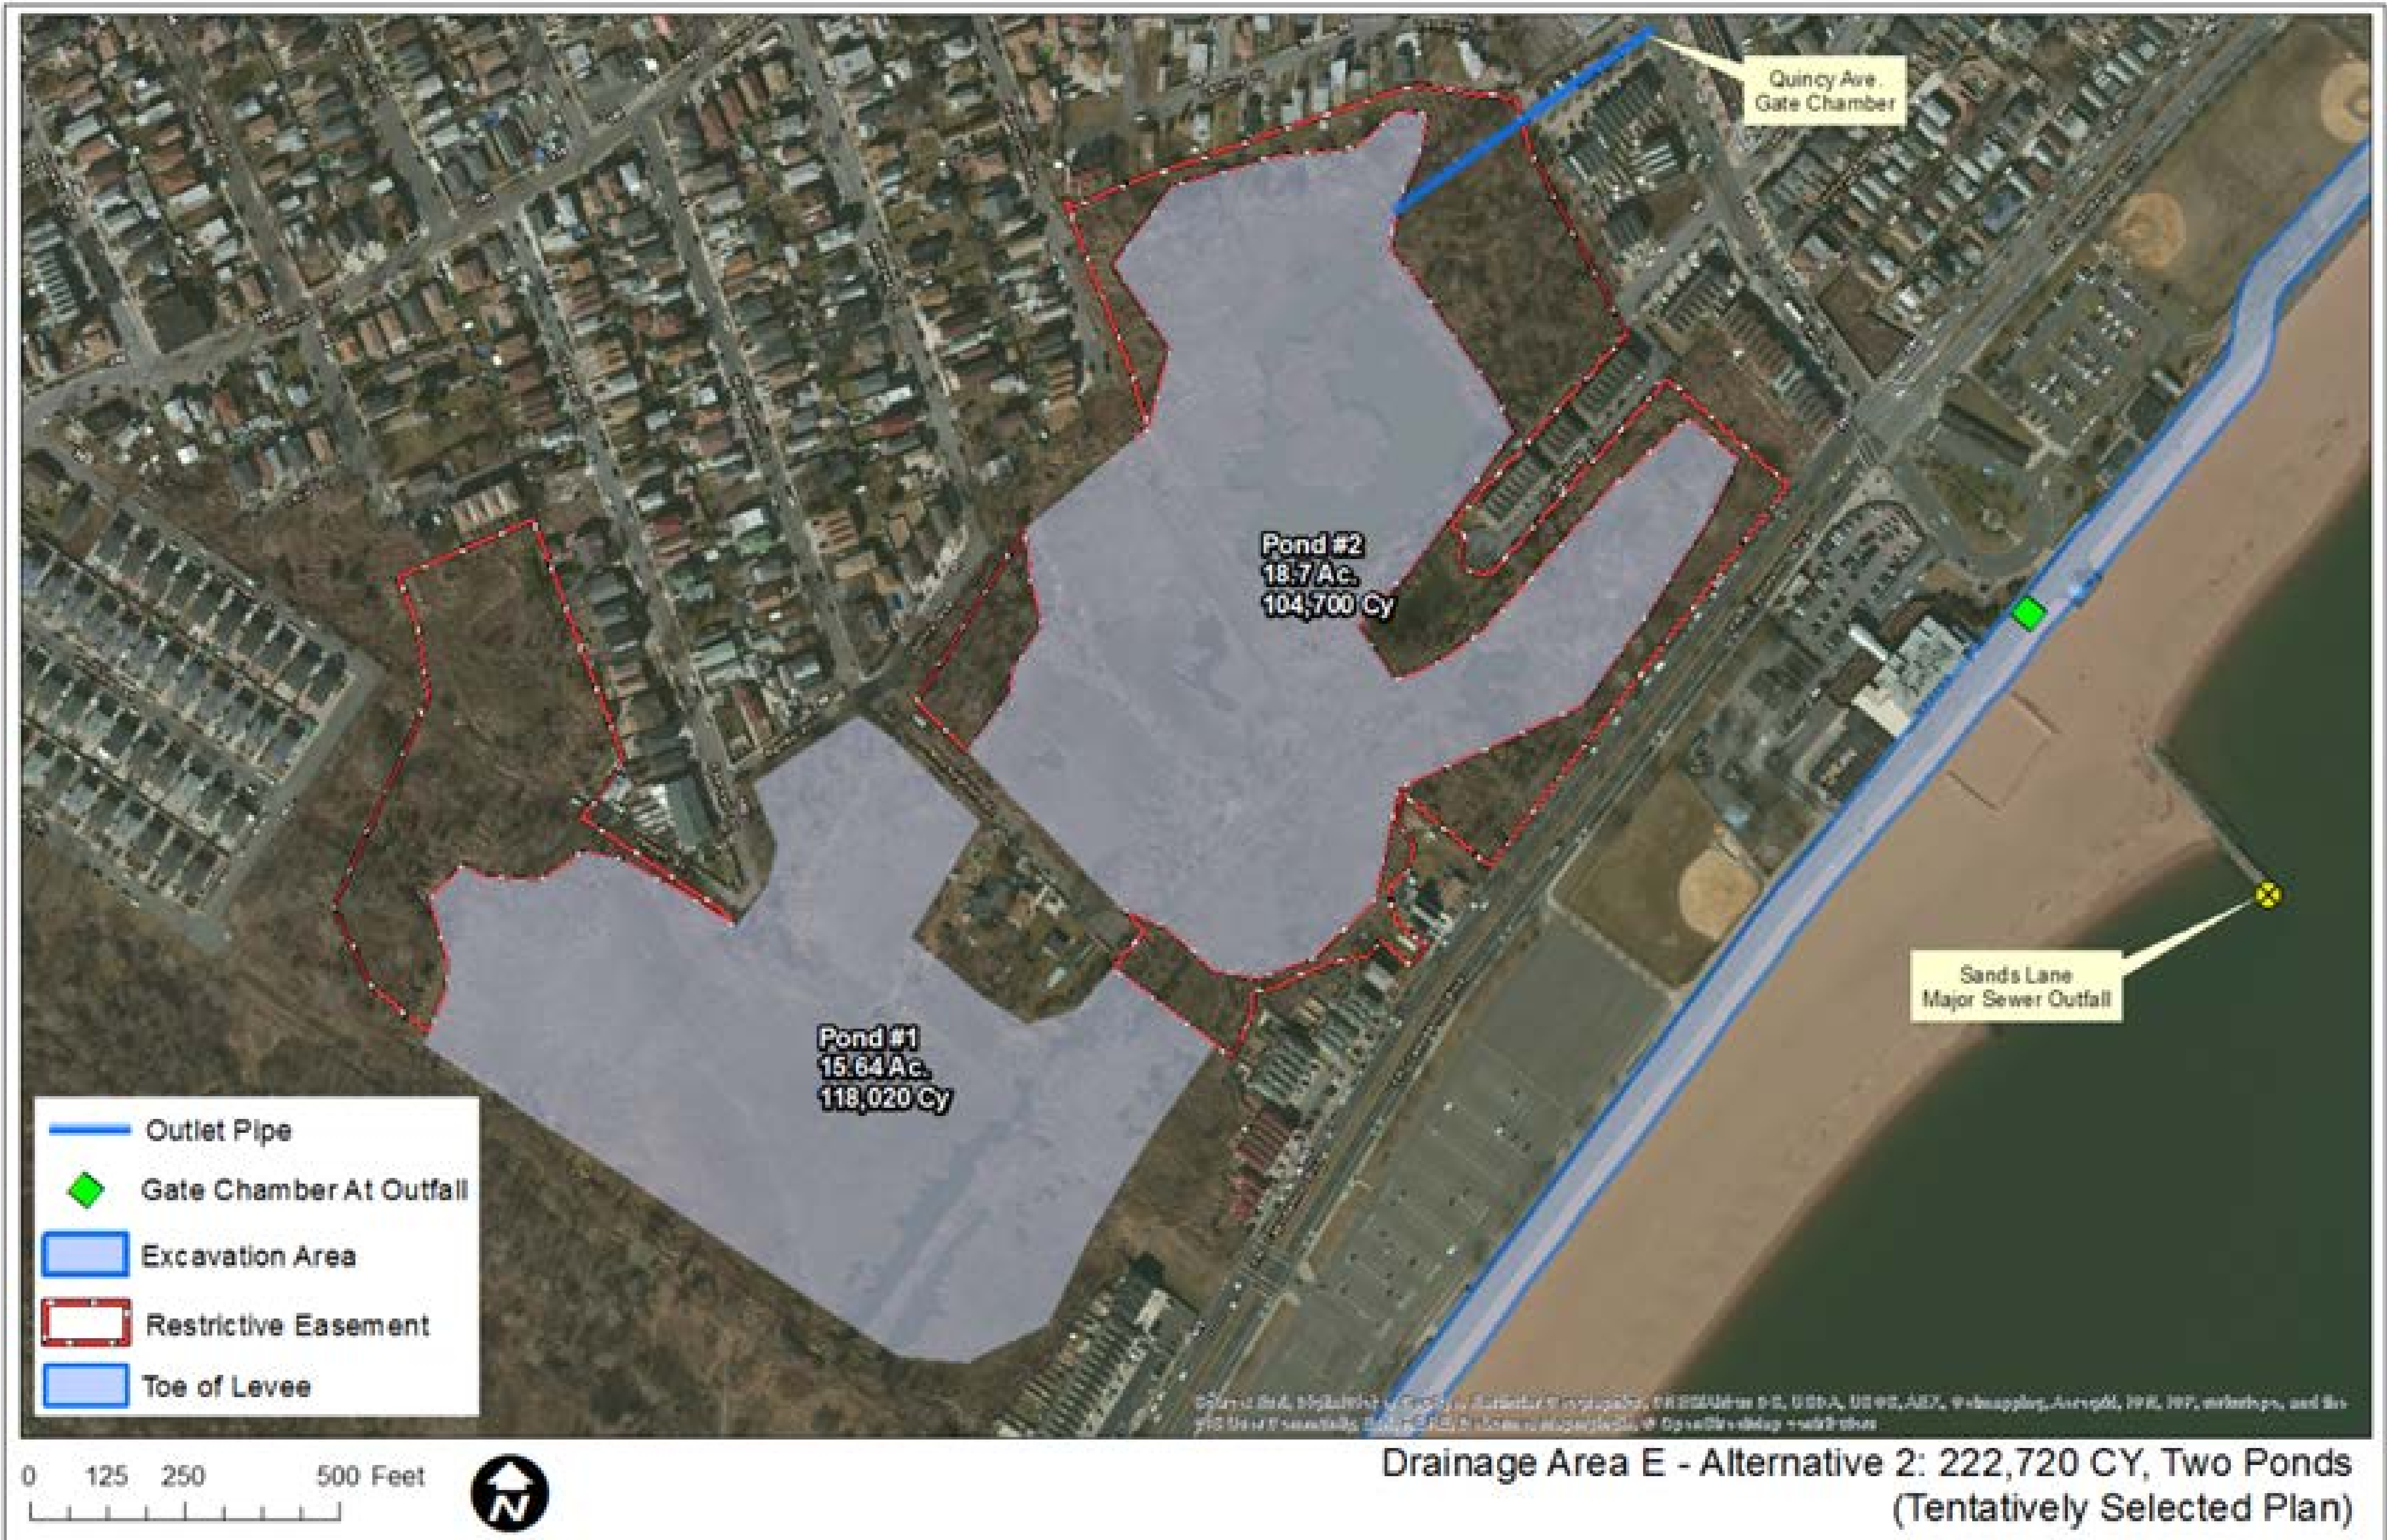 Quincy Ave.
Gate Chamber
Pond #2
18.7 Ac.
104,700 Cy
Sands Lane
Major Sewer Outfall
Pond #1
15.64 Ac.
118,020 Cy
Outlet Pipe
Gate Chamber At Outfall
Excavation Area
Restrictive Easement
Toe of Levee
0 125 250 500 Feet
N
Drainage Area E - Alternative 2: 222,720 CY, Two Ponds
(Tentatively Selected Plan)